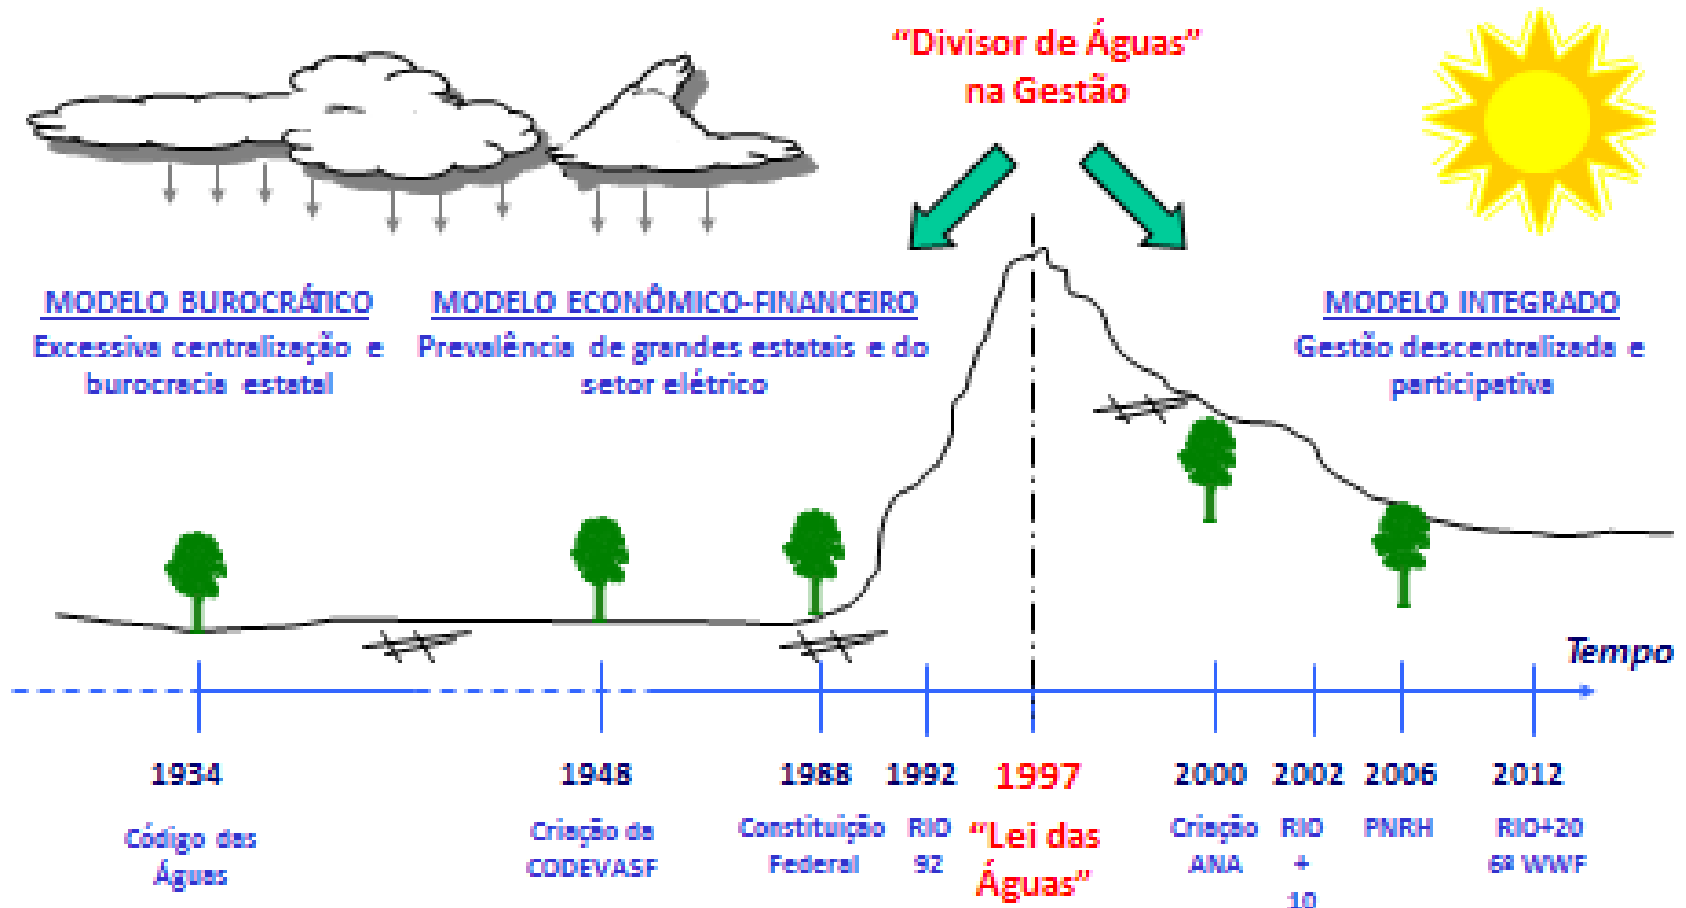 “Divisor de Águas”
na Gestão
MODELO BUROCRÁTICO
Excessiva centralização e
burocracia estatal
MODELO ECONÔMICO-FINANCEIRO
Prevalência de grandes estatais e do
setor elétrico
MODELO INTEGRADO
Gestão descentralizada e
participativa
Tempo
1934
Código das
Águas
1948
Criação da
CODEVASF
1988
Constituição
Federal
1992
RIO
92
1997
“Lei das
Águas”
2000
Criação
ANA
2002
RIO
+
10
2006
PNRH
2012
RIO+20
6ª WWF